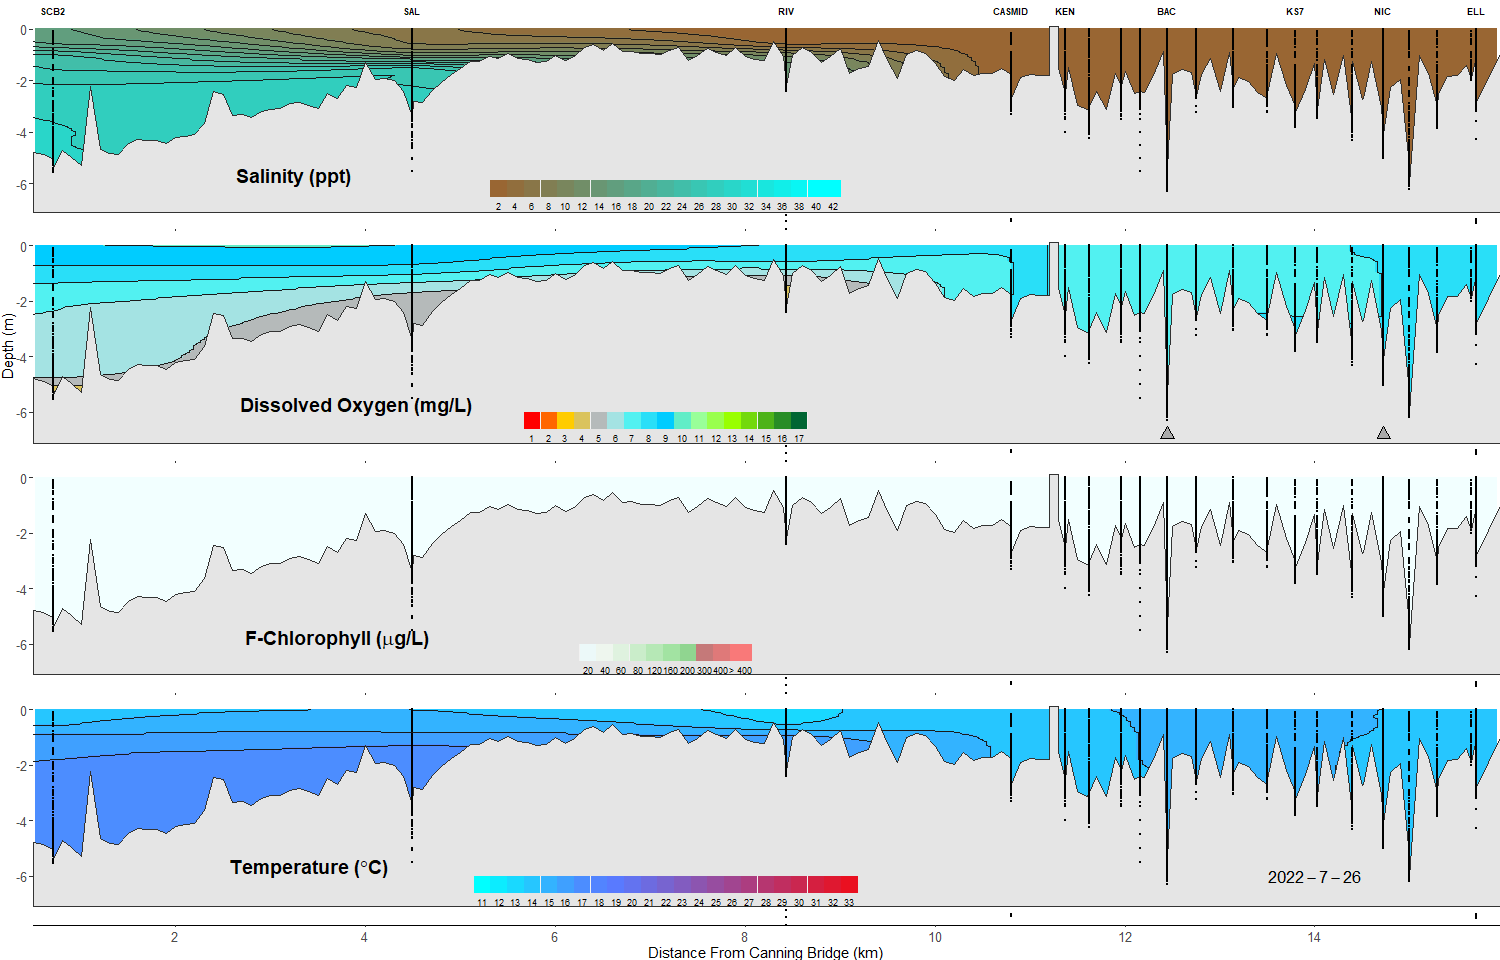 SCB2 SAL RIV CASMID KEN BAC KS7 NIC ELL
0
-2
-4
-6
Salinity (ppt)
2 4 6 8 10 12 14 16 18 20 22 24 26 28 30 32 34 36 38 40 42
0
-2
-4
-6
Dissolved Oxygen (mg/L)
1 2 3 4 5 6 7 8 9 10 11 12 13 14 15 16 17
Depth (m)
0
-2
-4
-6
F-Chlorophyll (μg/L)
20 40 60 80 120 160 200 300 400 > 400
0
-2
-4
-6
Temperature (°C)
2022 – 7 – 26
11 12 13 14 15 16 17 18 19 20 21 22 23 24 25 26 27 28 29 30 31 32 33
2 4 6 8 10 12 14
Distance From Canning Bridge (km)